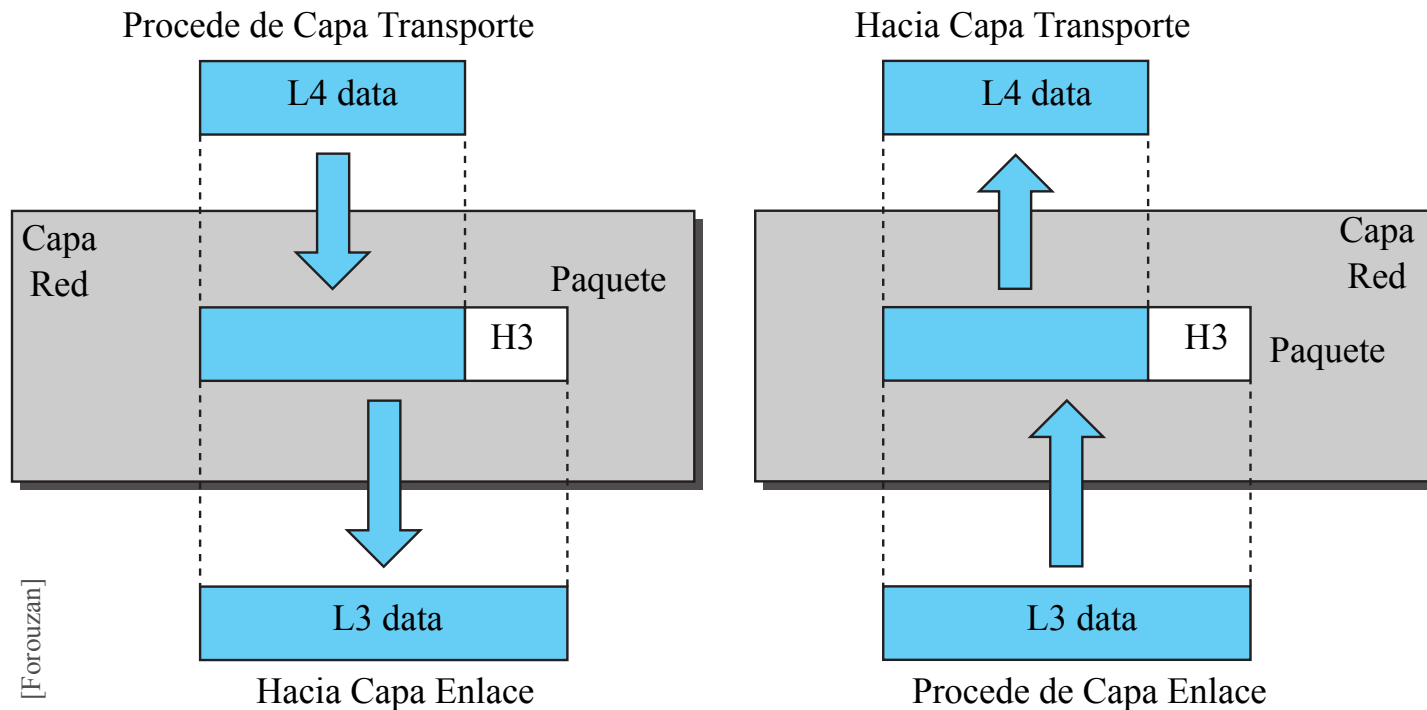 Procede de Capa Transporte
L4 data
Capa
Red
Paquete
H3
L3 data
Hacia Capa Enlace
[Forouzan]
Hacia Capa Transporte
L4 data
Capa
Red
H3
Paquete
L3 data
Procede de Capa Enlace